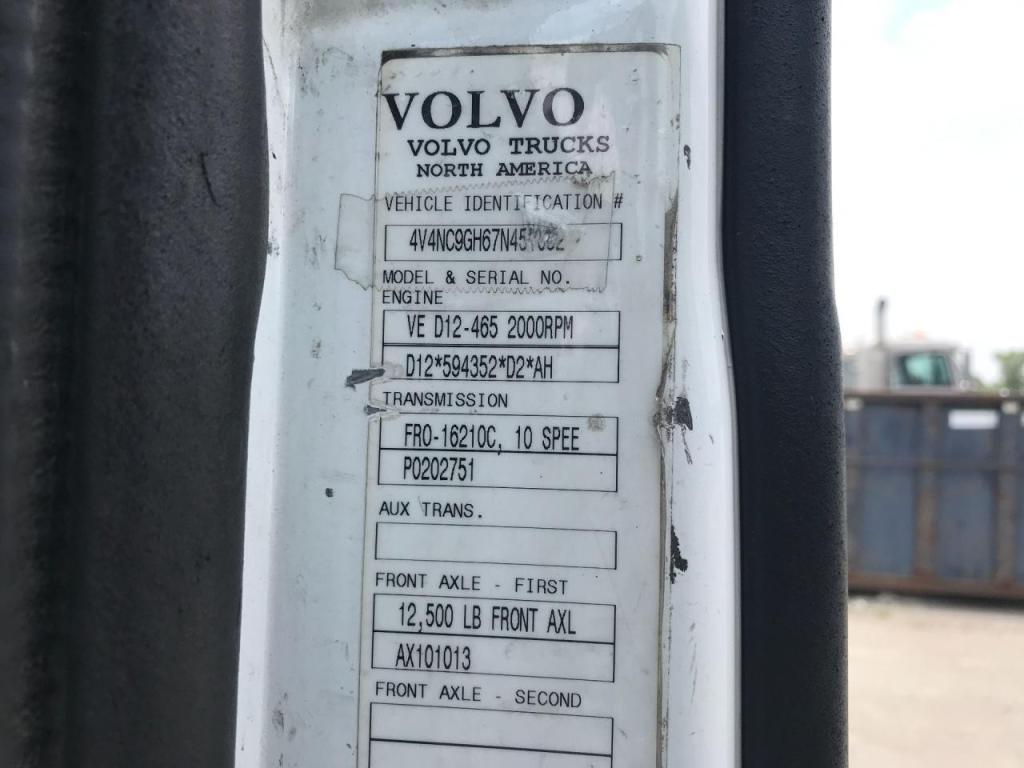 VOLVO
VOLVO TRUCKS
NORTH AMERICA
VEHICLE IDENTIFICATION #
MODEL & SERIAL NO.
ENGINE
VE D12-465 2000RPM
D12*594352*D2*AH
TRANSMISSION
FRO-16210C, 10 SPEE
P0202751
AUX TRANS.
FRONT AXLE - FIRST
12,500 LB FRONT AXL
AX101013
FRONT AXLE - SECOND